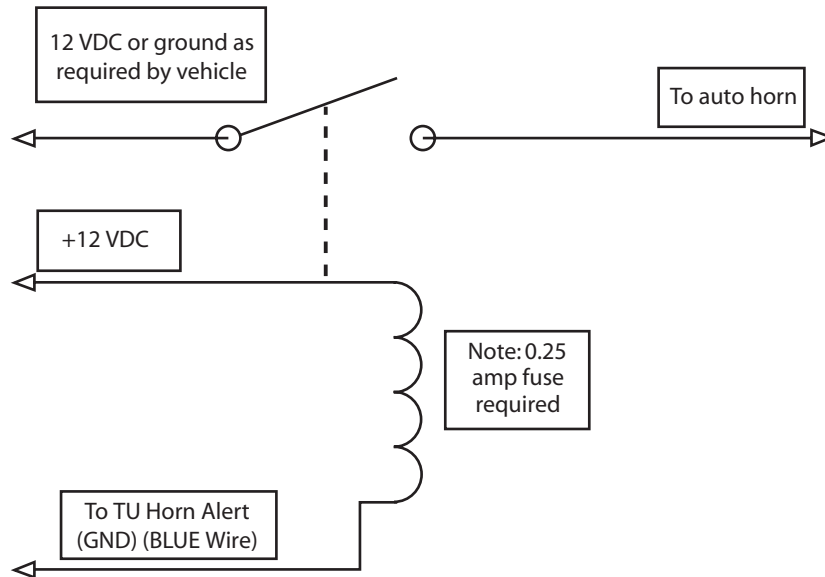 12 VDC or ground as
required by vehicle
To auto horn
+12 VDC
Note: 0.25
amp fuse
required
To TU Horn Alert
(GND) (BLUE Wire)